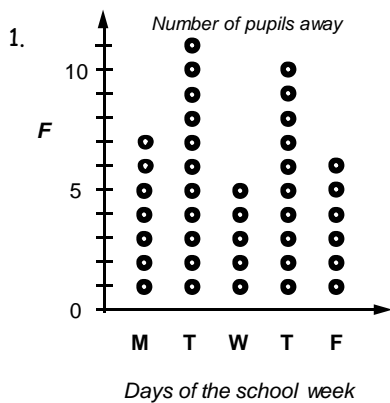 1.
Number of pupils away
10
F
5
0
M T W T F
Days of the school week